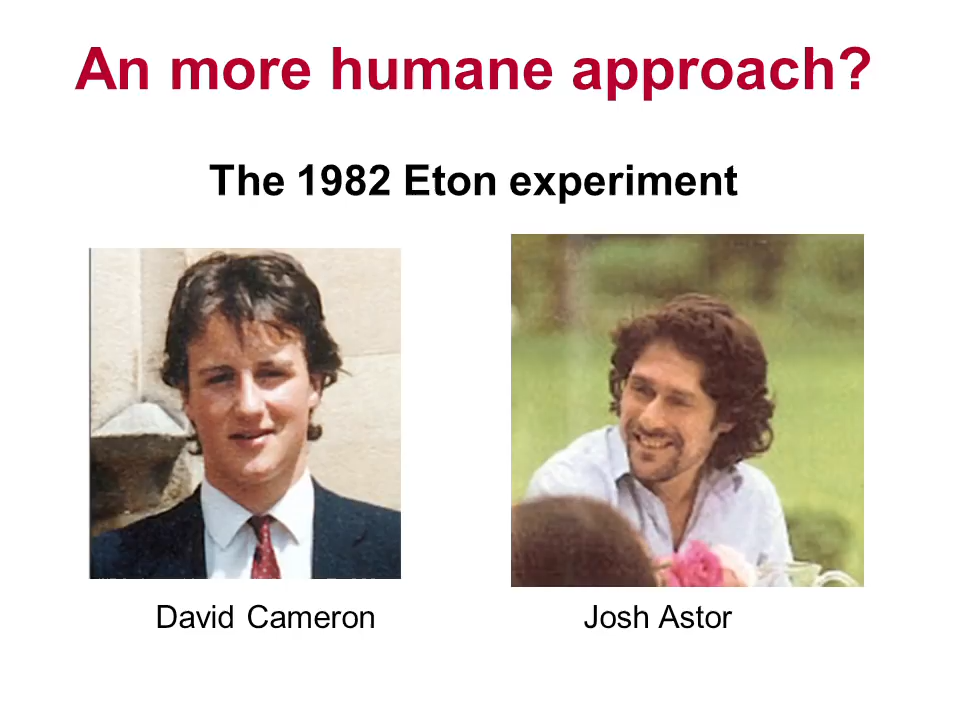 An more humane approach?
The 1982 Eton experiment
David Cameron
Josh Astor